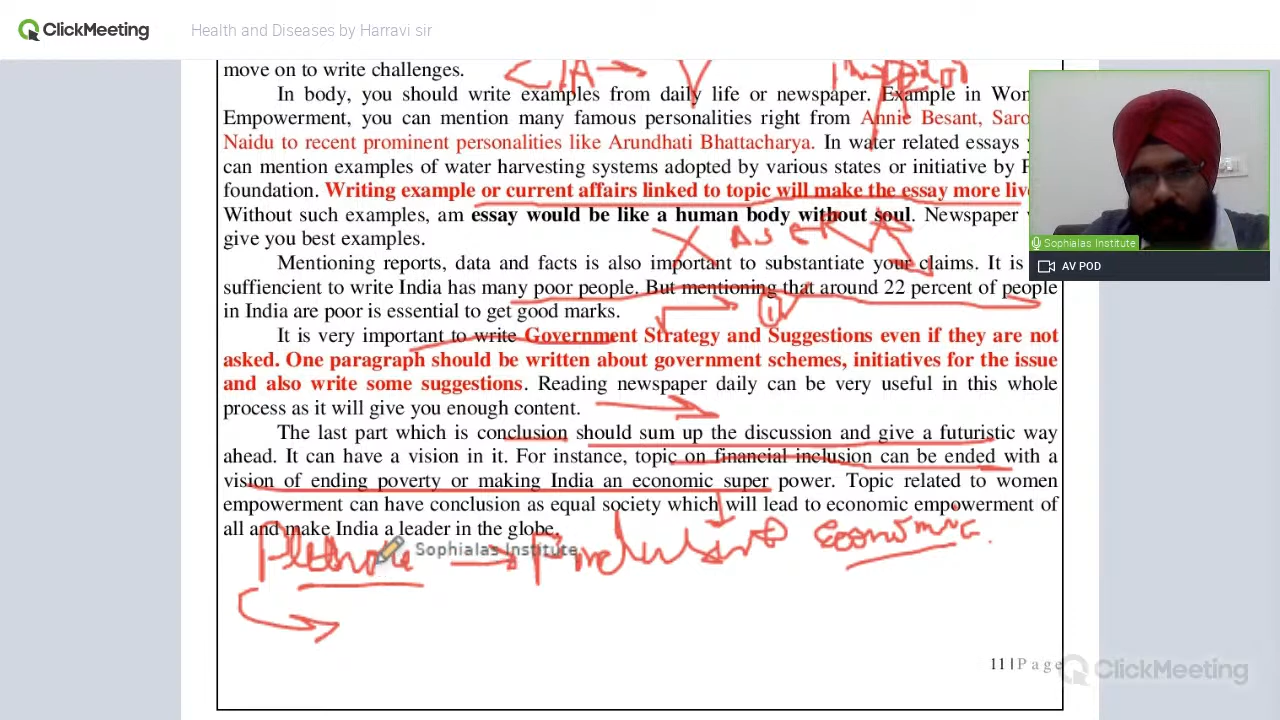 ClickMeeting
Health and Diseases by Harravi sir
move on to write challenges.
In body, you should write examples from daily life or newspaper. Example in Wom
Empowerment, you can mention many famous personalities right from Annie Besant, Saro
Naidu to recent prominent personalities like Arundhati Bhattacharya. In water related essays y
can mention examples of water harvesting systems adopted by various states or initiative by
foundation. Writing example or current affairs linked to topic will make the essay more live
Without such examples, am essay would be like a human body without soul. Newspaper
give you best examples.
Mentioning reports, data and facts is also important to substantiate your claims. It is
suffiencient to write India has many poor people. But mentioning that around 22 percent of people
in India are poor is essential to get good marks.
It is very important to write Government Strategy and Suggestions even if they are not
asked. One paragraph should be written about government schemes, initiatives for the issue
and also write some suggestions. Reading newspaper daily can be very useful in this whole
process as it will give you enough content.
The last part which is conclusion should sum up the discussion and give a futuristic way
ahead. It can have a vision in it. For instance, topic on financial inclusion can be ended with a
vision of ending poverty or making India an economic super power. Topic related to women
empowerment can have conclusion as equal society which will lead to economic empowerment of
all and make India a leader in the globe.
Sophialas Institute
Economic
11 | Page
ClickMeeting
Sophialas Institute
AV POD